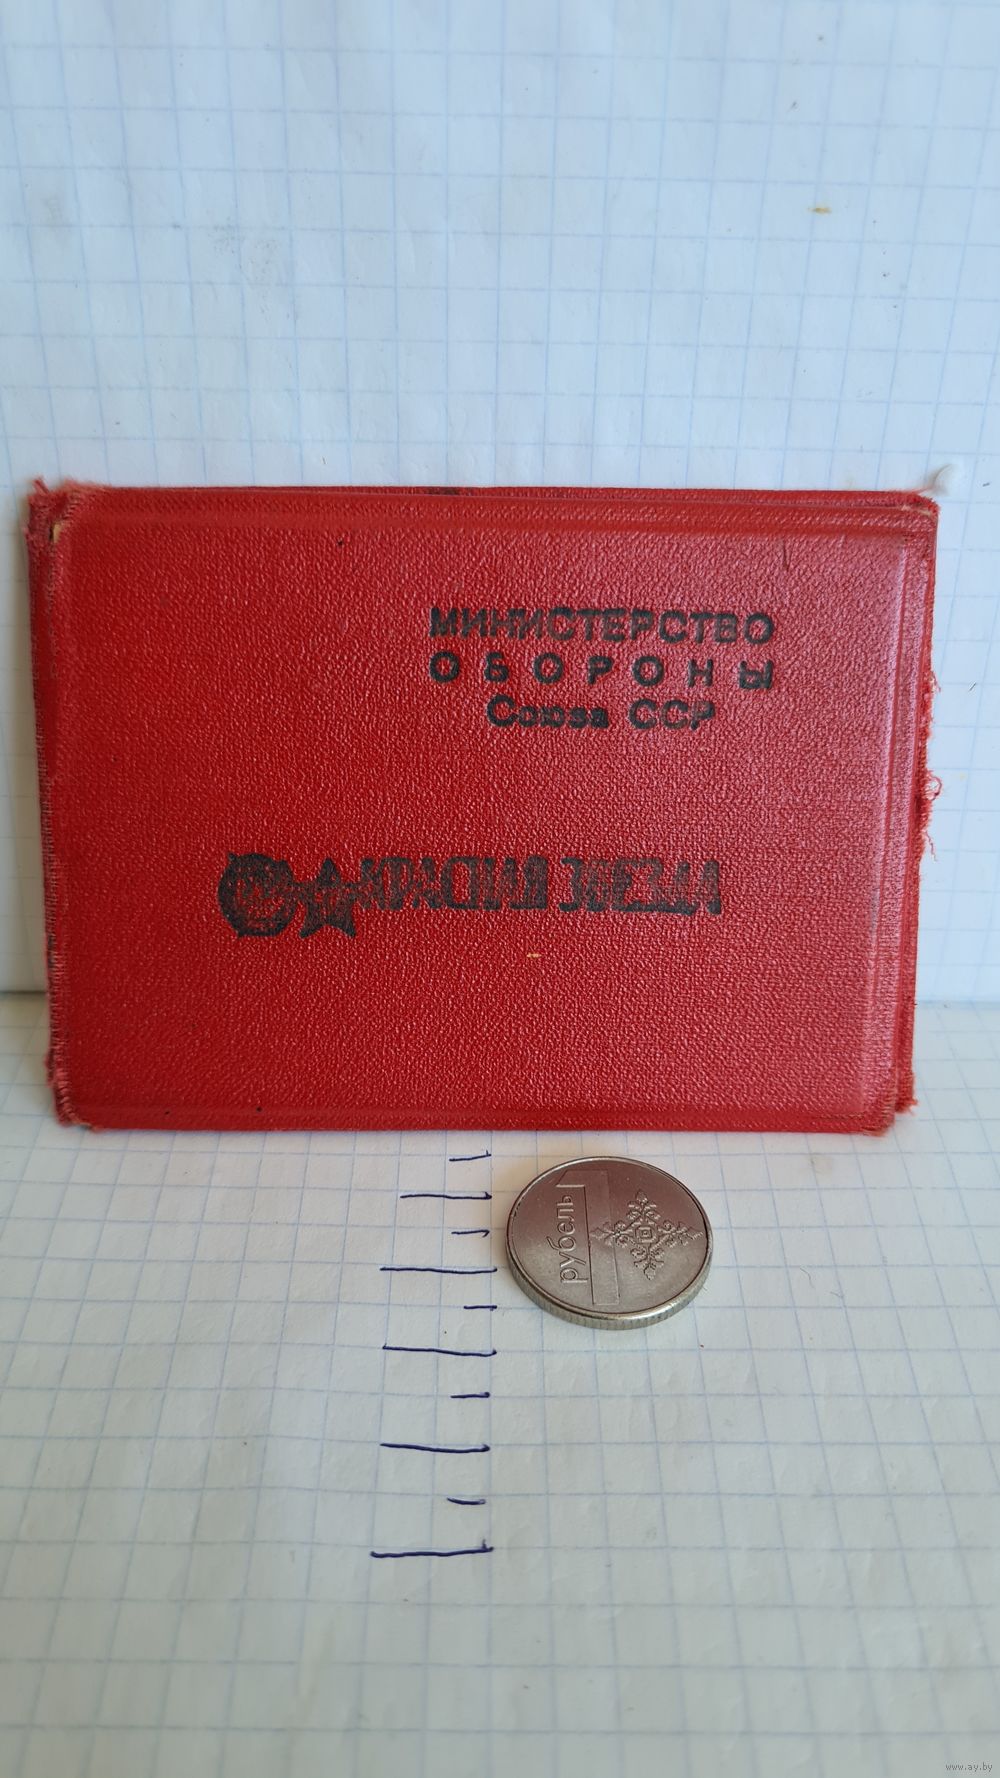 МИНИСТЕРСТВО
ОБОРОНЫ
Союза ССР
КРАСНАЯ ЗВЕЗДА
1 рубель
www.ay.by